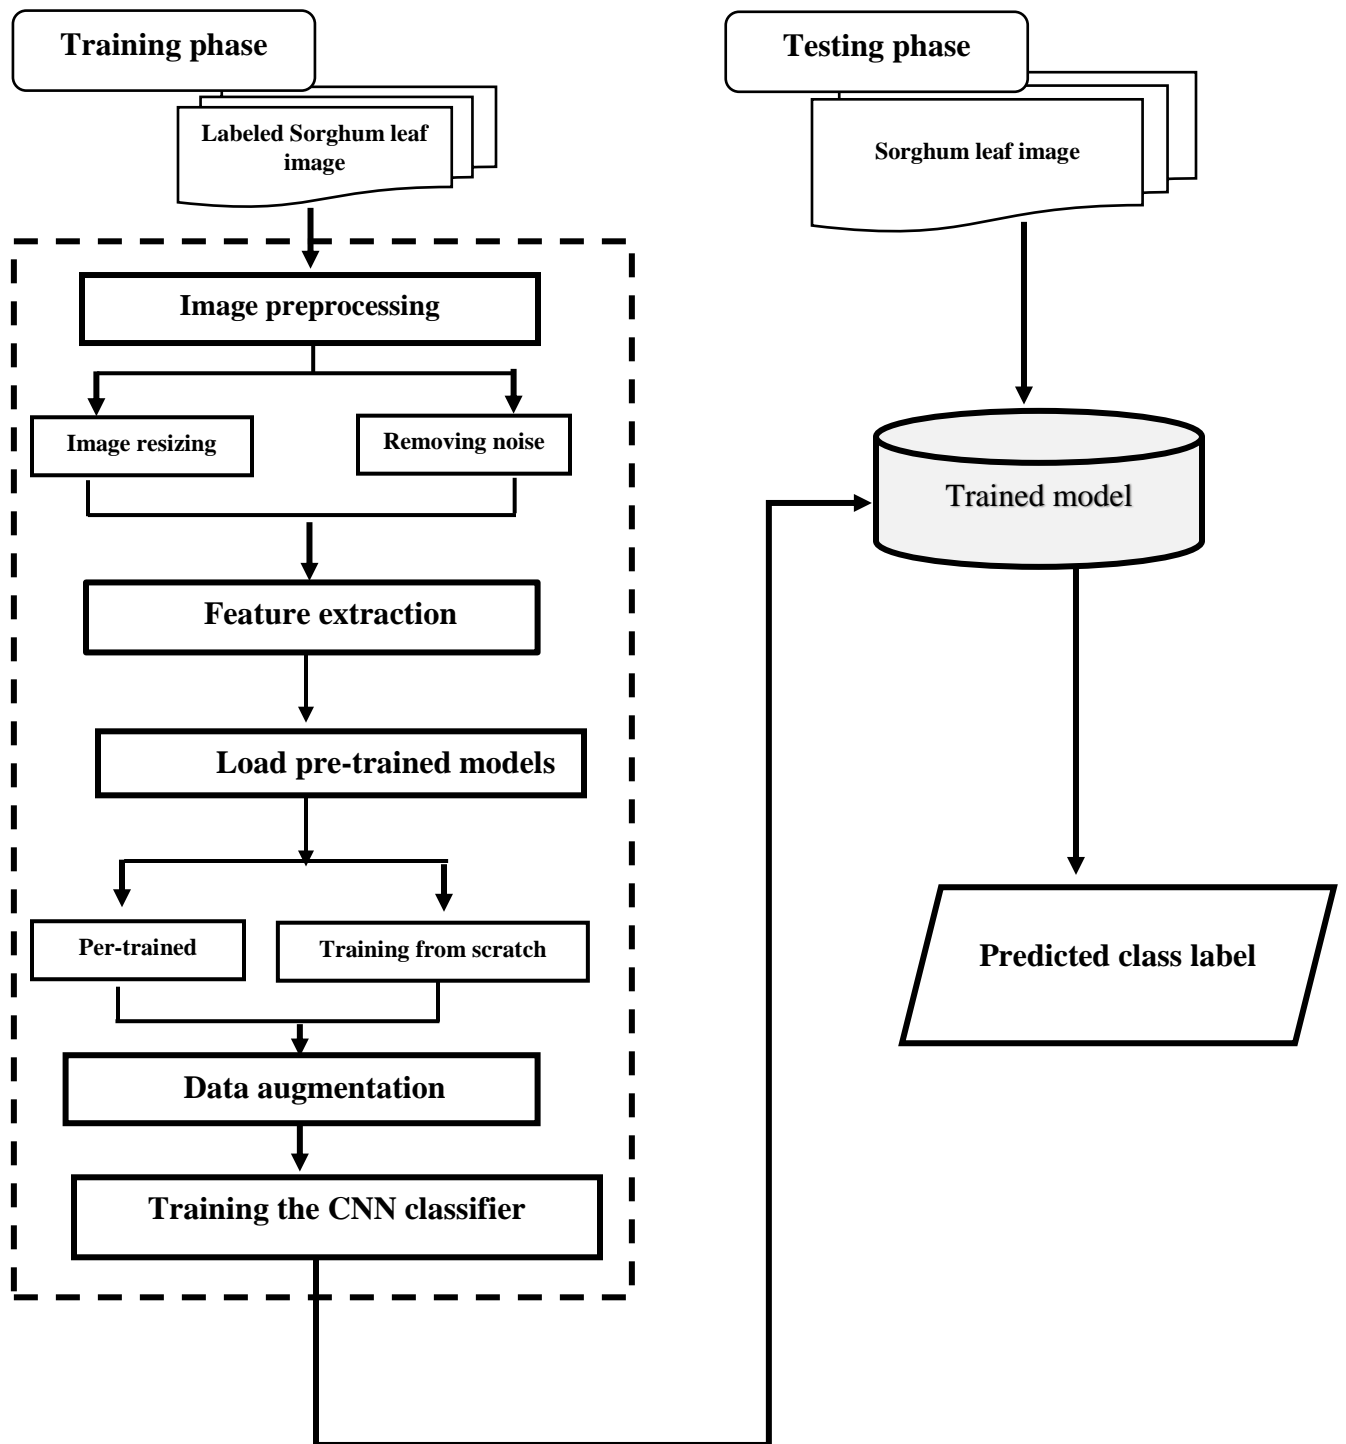 Training phase
Labeled Sorghum leaf
image
Image preprocessing
Image resizing
Removing noise
Feature extraction
Load pre-trained models
Per-trained
Training from scratch
Data augmentation
Training the CNN classifier
Testing phase
Sorghum leaf image
Trained model
Predicted class label